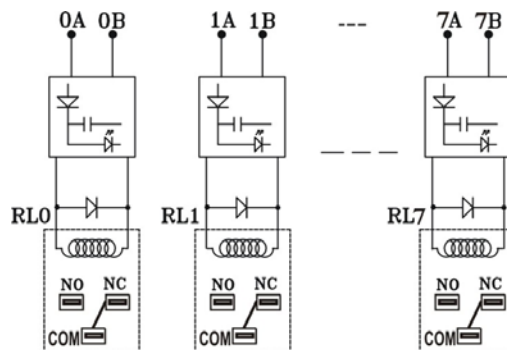 0A 0B 1A 1B --- 7A 7B
RL0 RL1 RL7
NO NC NO NC NO NC
COM COM COM